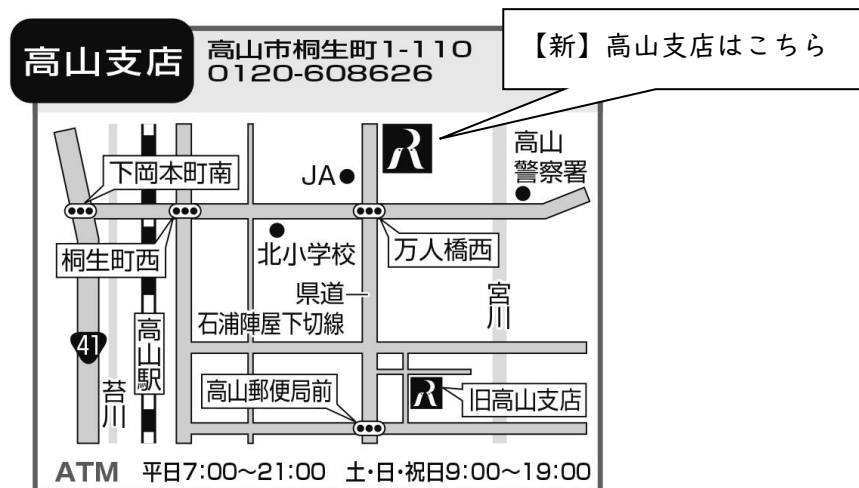 高山支店
高山市桐生町1-110
0120-608626
【新】高山支店はこちら
下岡本町南
JA
高山
警察署
桐生町西
北小学校
万人橋西
県道
石浦陣屋下切線
宮川
41
高山駅
苔川
高山郵便局前
旧高山支店
ATM 平日7:00～21:00 土・日・祝日9:00～19:00